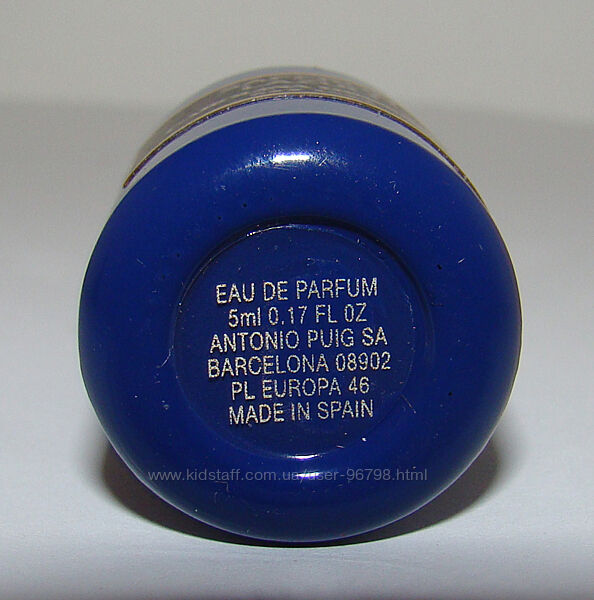 EAU DE PARFUM
5ml 0.17 FL 0Z
ANTONIO PUIG SA
BARCELONA 08902
PL EUROPA 46
MADE IN SPAIN
www.kidstaff.com.ua/user-96798.html